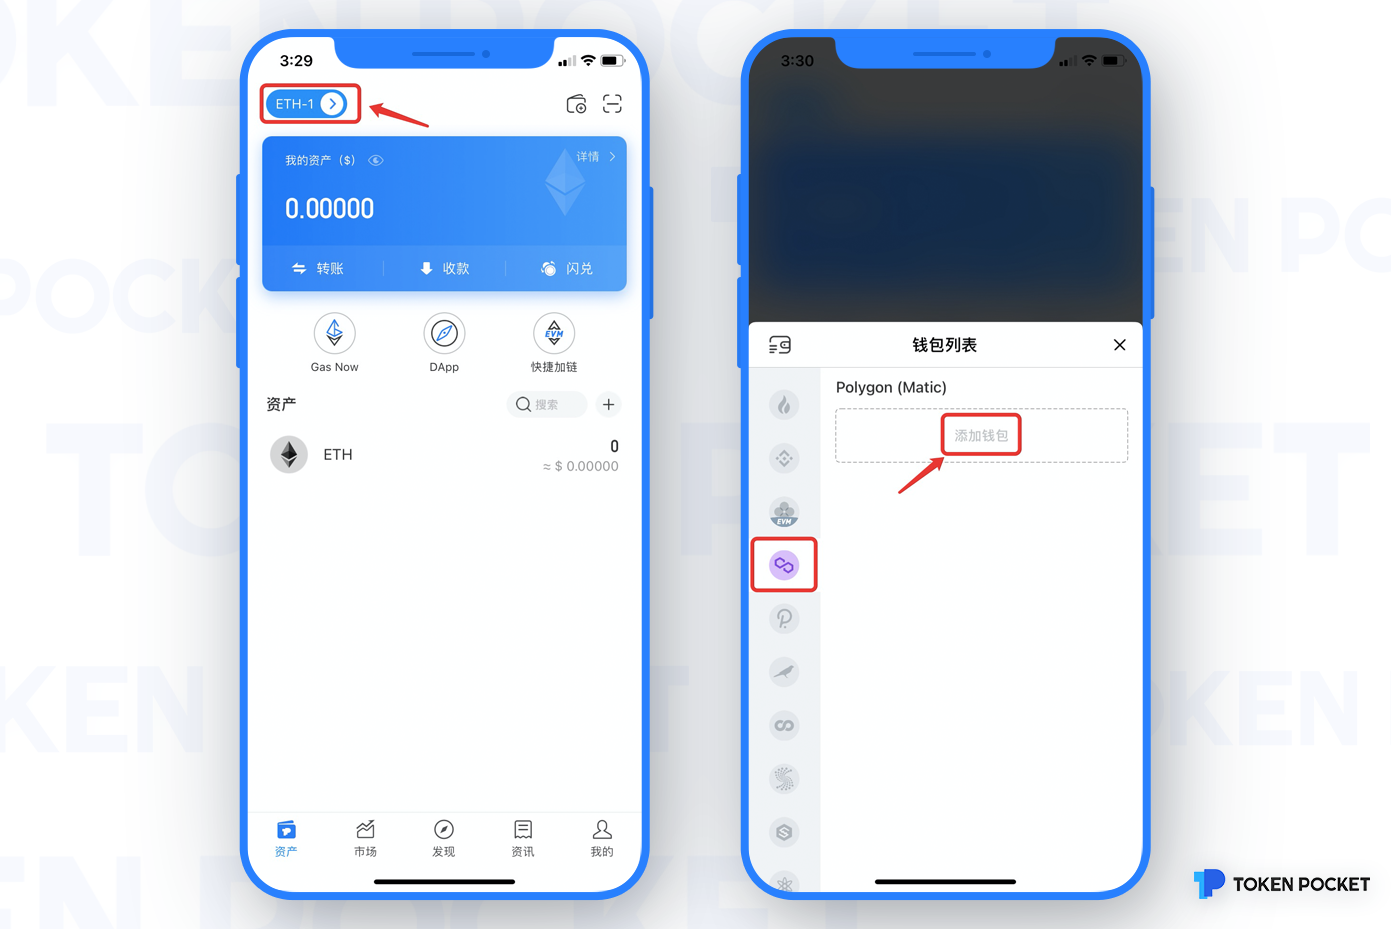 3:29
ETH-1
我的资产 ($)
详情
0.00000
转账
收款
闪兑
Gas Now
DApp
EVM
快捷加链
资产
搜索
ETH
0
≈ $ 0.00000
资产
市场
发现
资讯
我的
3:30
钱包列表
Polygon (Matic)
添加钱包
EVM
TOKEN POCKET